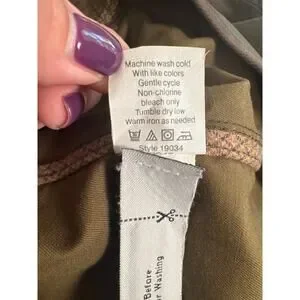 Machine wash cold
With like colors
Gentle cycle
Non-chlorine
bleach only
Tumble dry low
Warm iron as needed
Style 19034
Before
or Washing